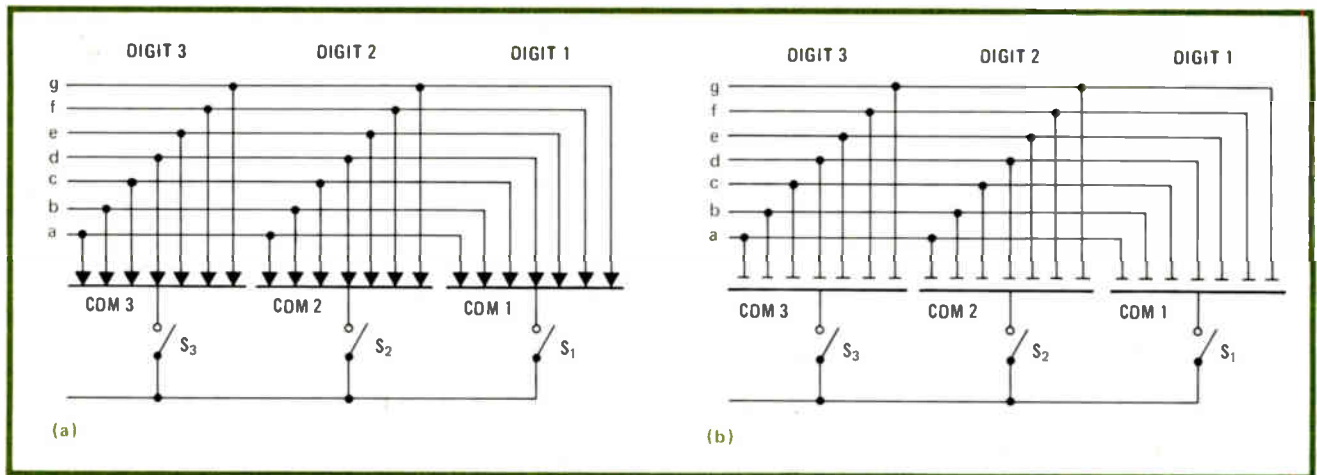 DIGIT 3 DIGIT 2 DIGIT 1
g
f
e
d
c
b
a
COM 3 COM 2 COM 1
S3 S2 S1
(a)
DIGIT 3 DIGIT 2 DIGIT 1
g
f
e
d
c
b
a
COM 3 COM 2 COM 1
S3 S2 S1
(b)